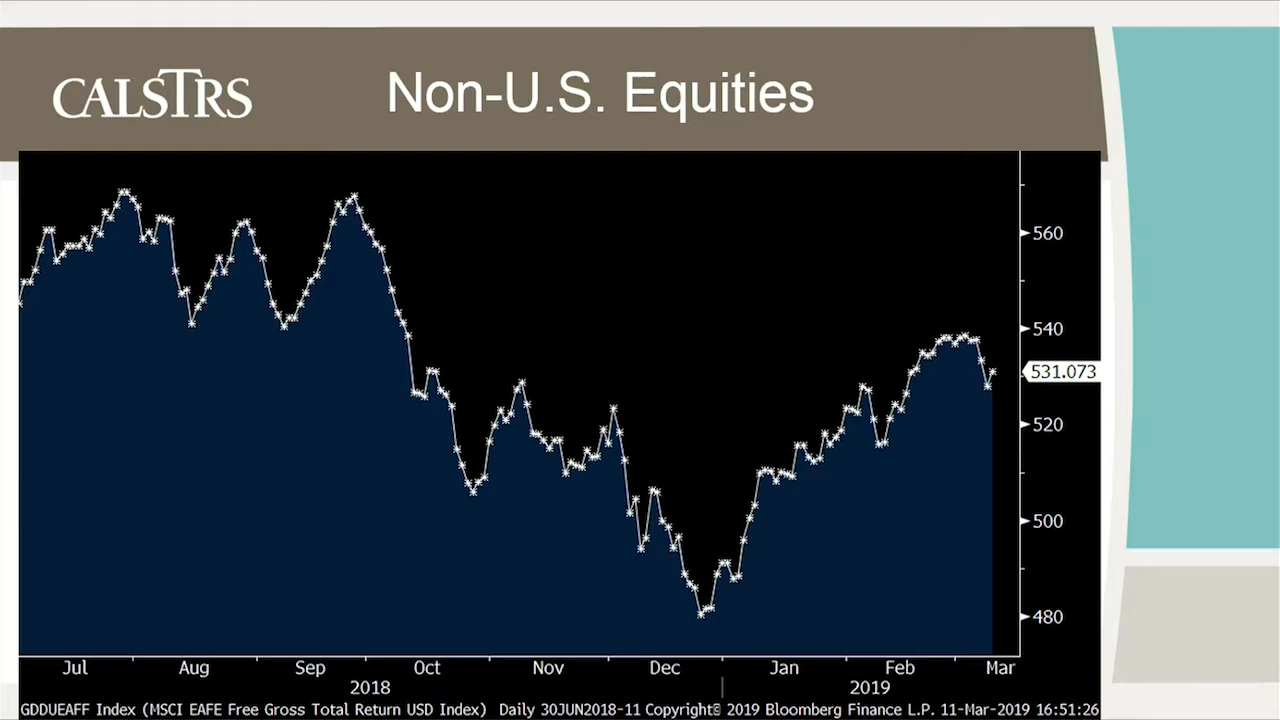 CALSTRS
Non-U.S. Equities
560
540
531.073
520
500
480
Jul Aug Sep Oct Nov Dec Jan Feb Mar
2018 2019
GDDUEAFF Index (MSCI EAFE Free Gross Total Return USD Index) Daily 30JUN2018-11 Copyright© 2019 Bloomberg Finance L.P. 11-Mar-2019 16:51:26